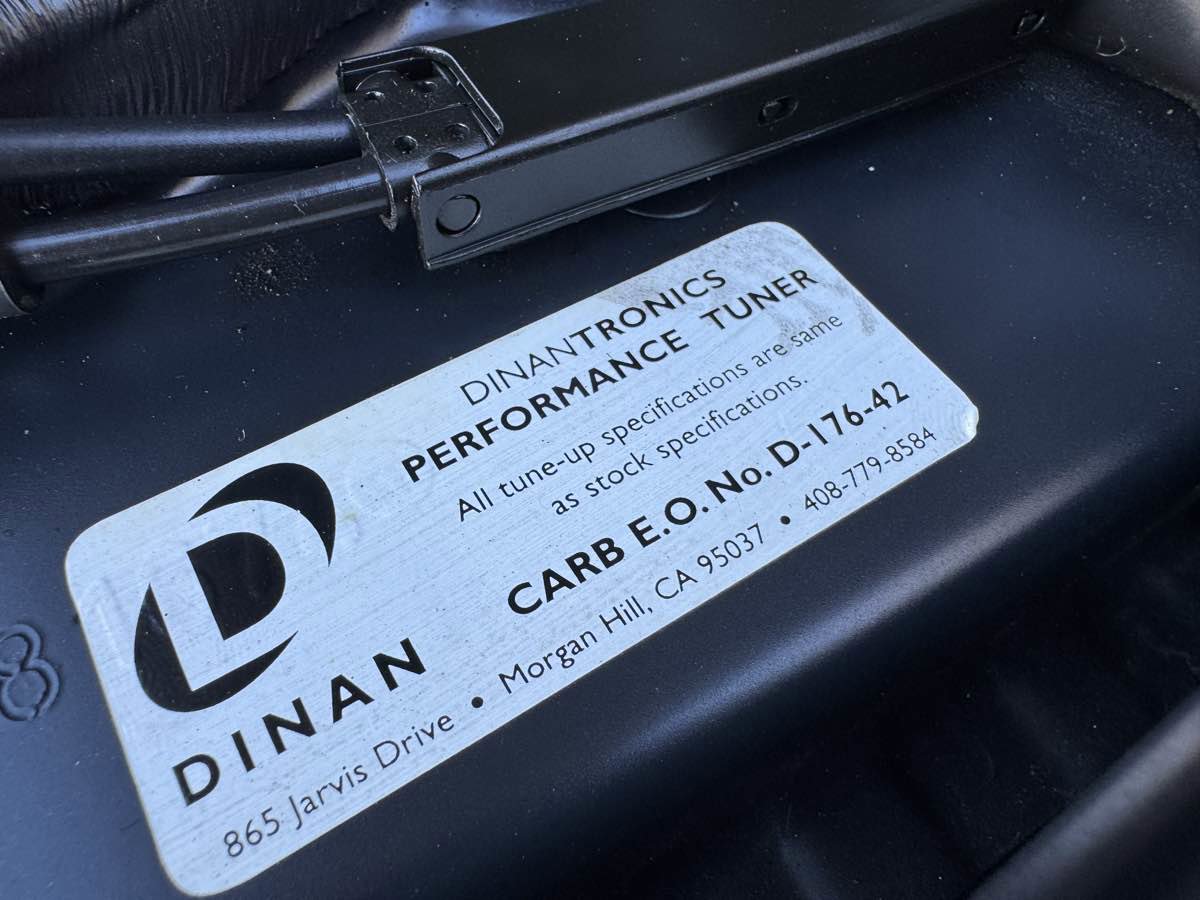 DINANTRONICS
PERFORMANCE TUNER
All tune-up specifications are same
as stock specifications.
CARB E.O. No. D-176-42
DINAN
865 Jarvis Drive • Morgan Hill, CA 95037 • 408-779-8584
8